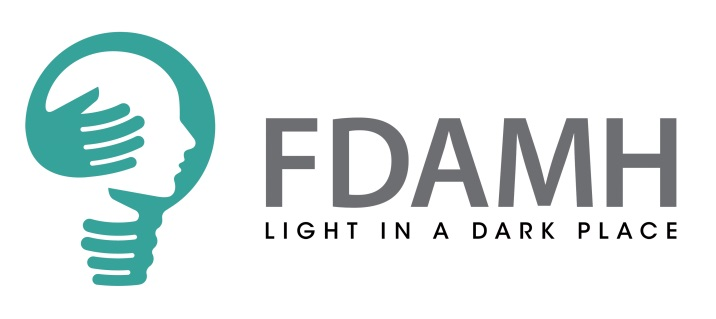 FDAMH
LIGHT IN A DARK PLACE